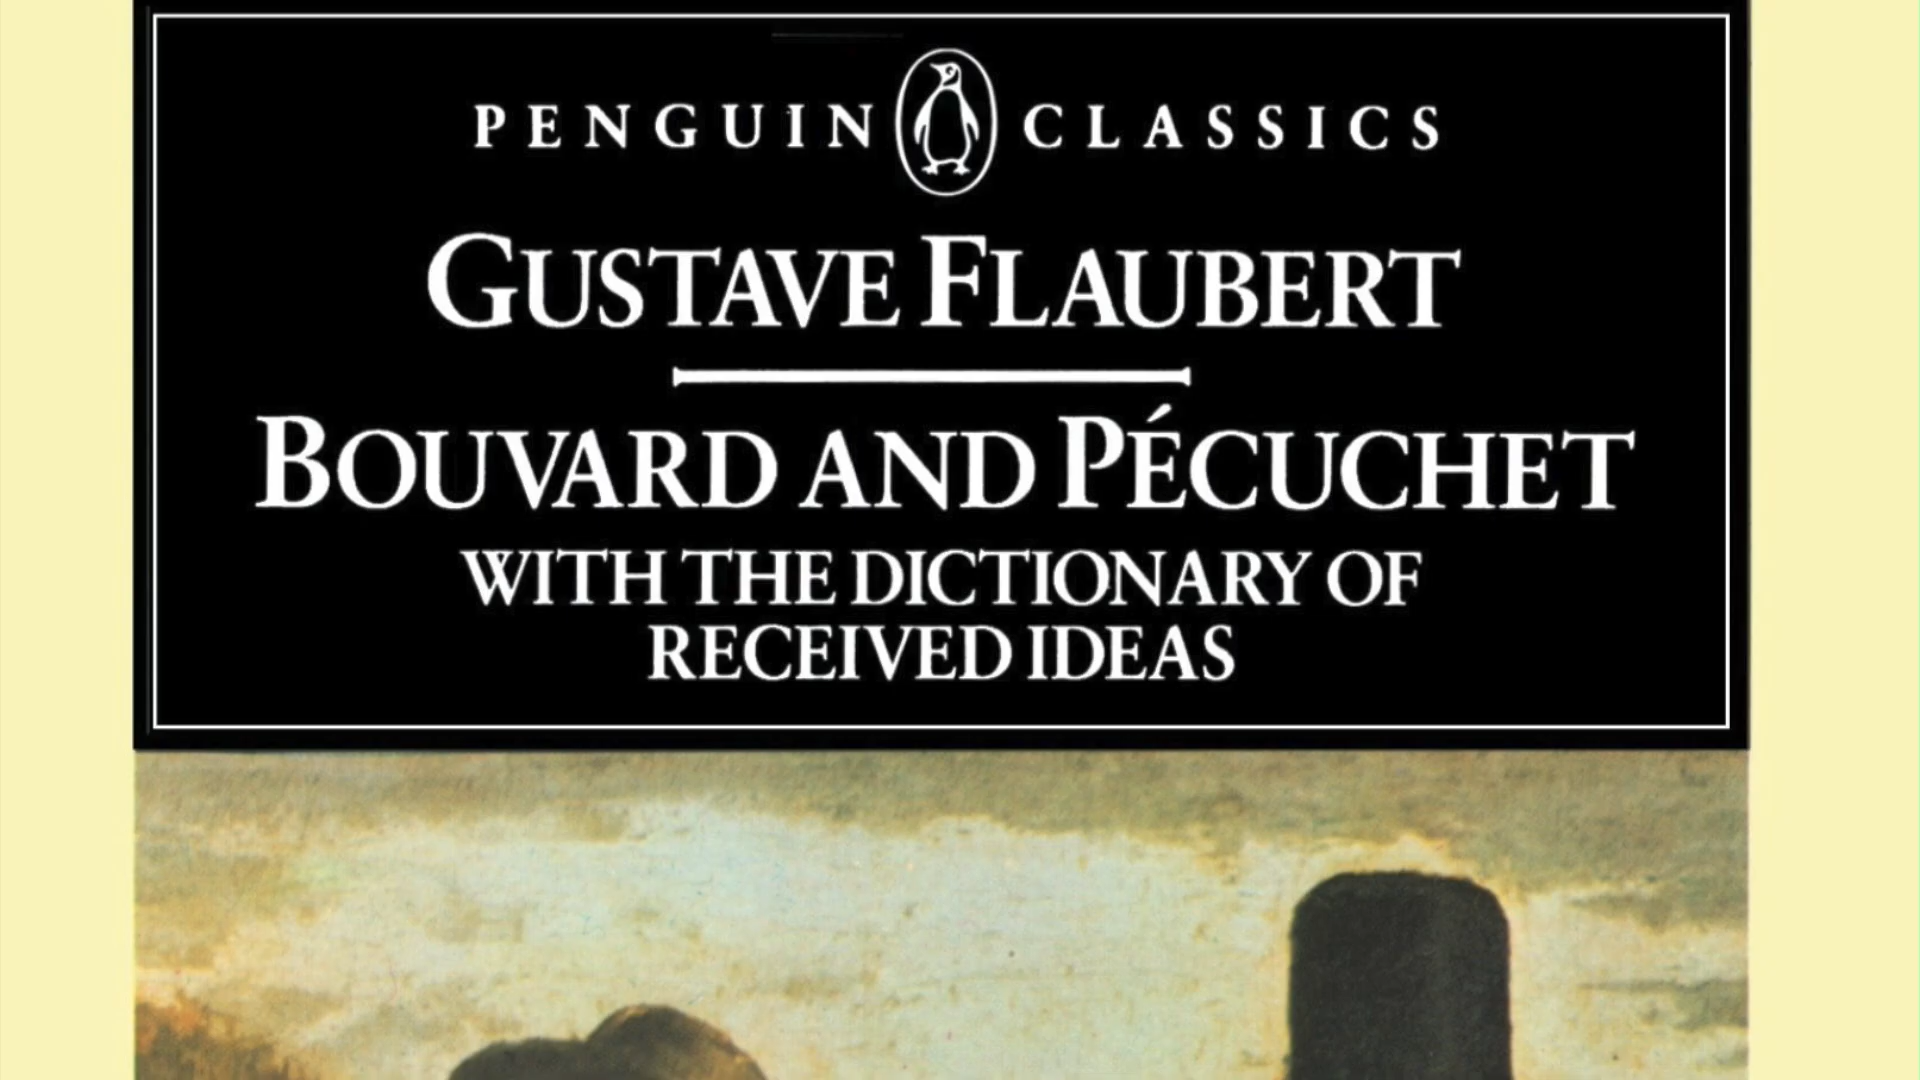 PENGUIN CLASSICS
GUSTAVE FLAUBERT
BOUVARD AND PÉCUCHET
WITH THE DICTIONARY OF
RECEIVED IDEAS